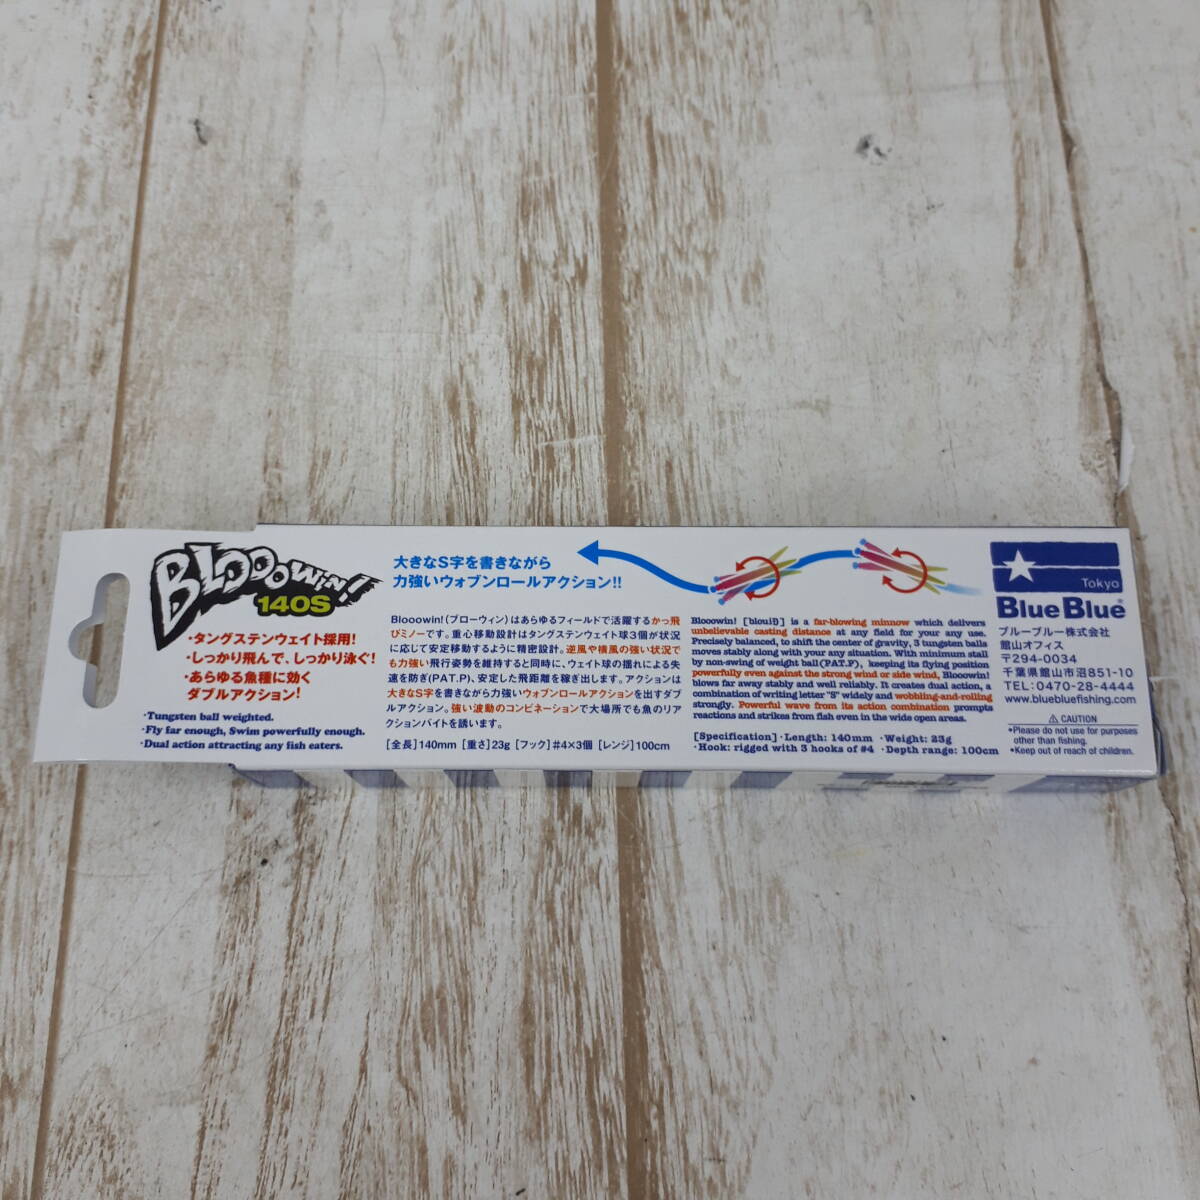 BLOOOWIN!
140S
・タングステンウェイト採用!
・しっかり飛んで、しっかり泳ぐ!
・あらゆる魚種に効く
ダブルアクション!
·Tungsten ball weighted.
·Fly far enough, Swim powerfully enough.
·Dual action attracting any fish eaters.
大きなS字を書きながら
力強いウォブンロールアクション!!
Blooowin!(ブローウィン)はあらゆるフィールドで活躍するかっ飛
びミノーです。重心移動設計はタングステンウェイト球3個が状況
に応じて安定移動するように精密設計。逆風や横風の強い状況で
も力強い飛行姿勢を維持すると同時に、ウェイト球の揺れによる失
速を防ぎ(PAT.P)、安定した飛距離を稼ぎ出します。アクションは
大きなS字を書きながら力強いウォブンロールアクションを出すダブ
ルアクション。強い波動のコンビネーションで大場所でも魚のリア
クションバイトを誘います。
[全長]140mm [重さ]23g [フック]#4×3個 [レンジ]100cm
Blooowin! [blouiŋ] is a far-blowing minnow which delivers
unbelievable casting distance at any field for your any use.
Precisely balanced, to shift the center of gravity, 3 tungsten balls
moves stably along with your any situation. With minimum stall
by non-swing of weight ball(PAT.P), keeping its flying position
powerfully even against the strong wind or side wind, Blooowin!
blows far away stably and well reliably. It creates dual action, a
combination of writing letter "S" widely and wobbling-and-rolling
strongly. Powerful wave from its action combination prompts
reactions and strikes from fish even in the wide open areas.
[Specification] ·Length: 140mm ·Weight: 23g
·Hook: rigged with 3 hooks of #4 ·Depth range: 100cm
Tokyo
BlueBlue®
ブルーブルー株式会社
館山オフィス
〒294-0034
千葉県館山市沼851-10
TEL:0470-28-4444
www.bluebluefishing.com
⚠ CAUTION
•Please do not use for purposes
other than fishing.
•Keep out of reach of children.